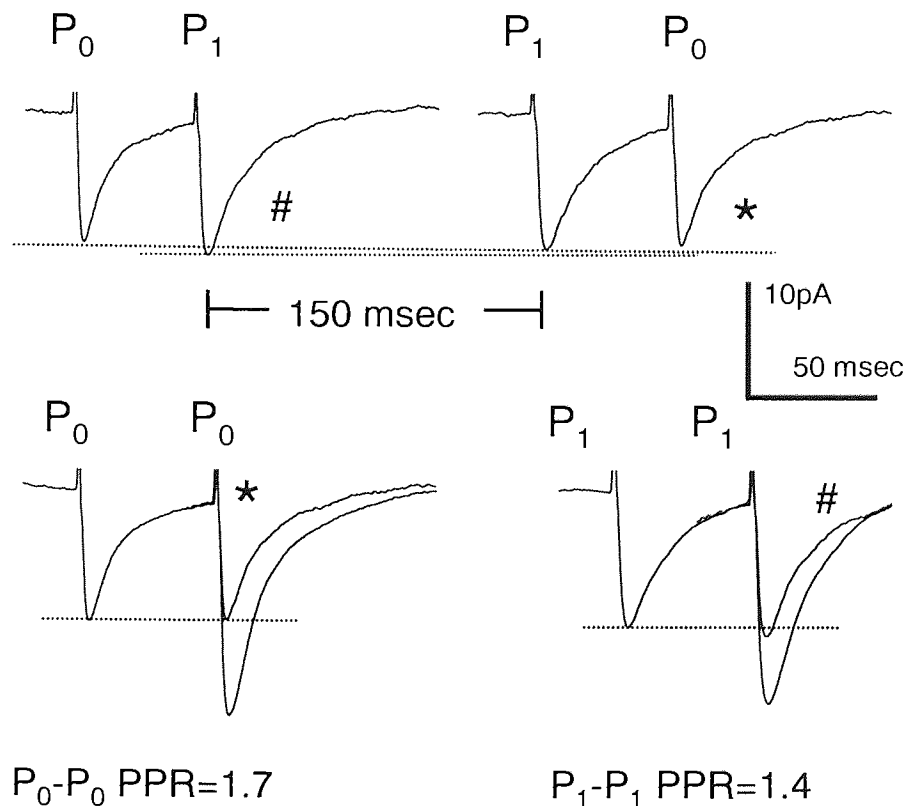 P₀ P₁ P₁ P₀
# *
150 msec
10pA
50 msec
P₀ P₀ P₁ P₁
* #
P₀-P₀ PPR=1.7 P₁-P₁ PPR=1.4